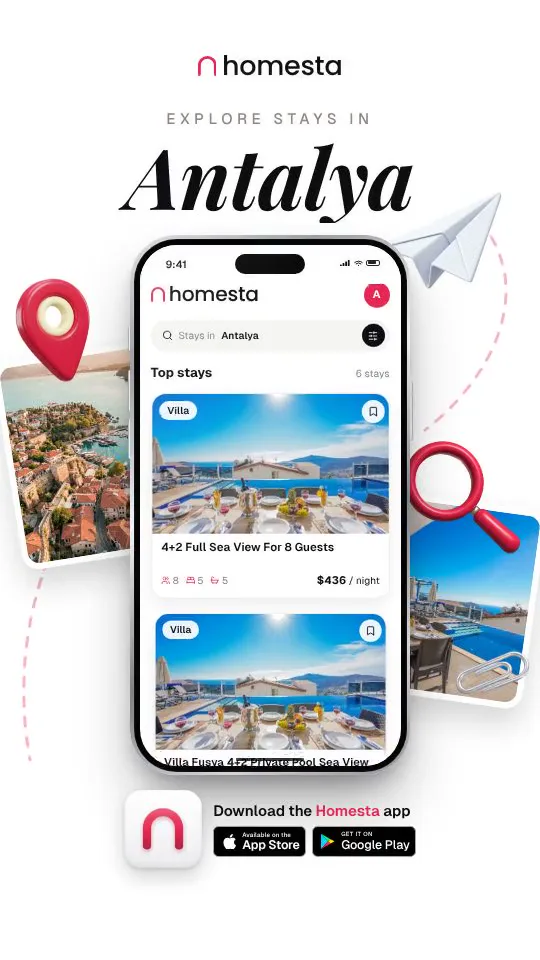 homesta
EXPLORE STAYS IN
Antalya
9:41
homesta
A
Stays in Antalya
Top stays
6 stays
Villa
4+2 Full Sea View For 8 Guests
8 5 5
$436 / night
Villa
Villa Fusya 4+2 Private Pool Sea View
Download the Homesta app
Available on the
App Store
GET IT ON
Google Play